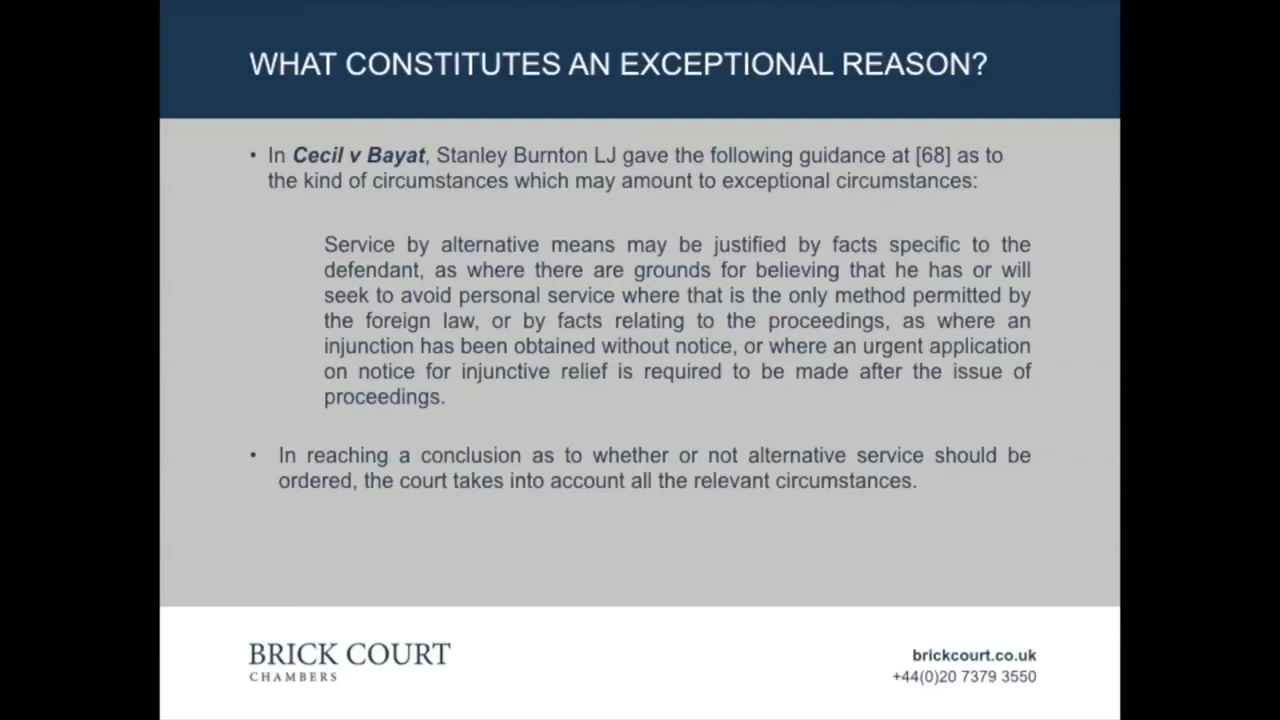 WHAT CONSTITUTES AN EXCEPTIONAL REASON?
• In Cecil v Bayat, Stanley Burnton LJ gave the following guidance at [68] as to
the kind of circumstances which may amount to exceptional circumstances:
Service by alternative means may be justified by facts specific to the
defendant, as where there are grounds for believing that he has or will
seek to avoid personal service where that is the only method permitted by
the foreign law, or by facts relating to the proceedings, as where an
injunction has been obtained without notice, or where an urgent application
on notice for injunctive relief is required to be made after the issue of
proceedings.
• In reaching a conclusion as to whether or not alternative service should be
ordered, the court takes into account all the relevant circumstances.
BRICK COURT
CHAMBERS
brickcourt.co.uk
+44(0)20 7379 3550